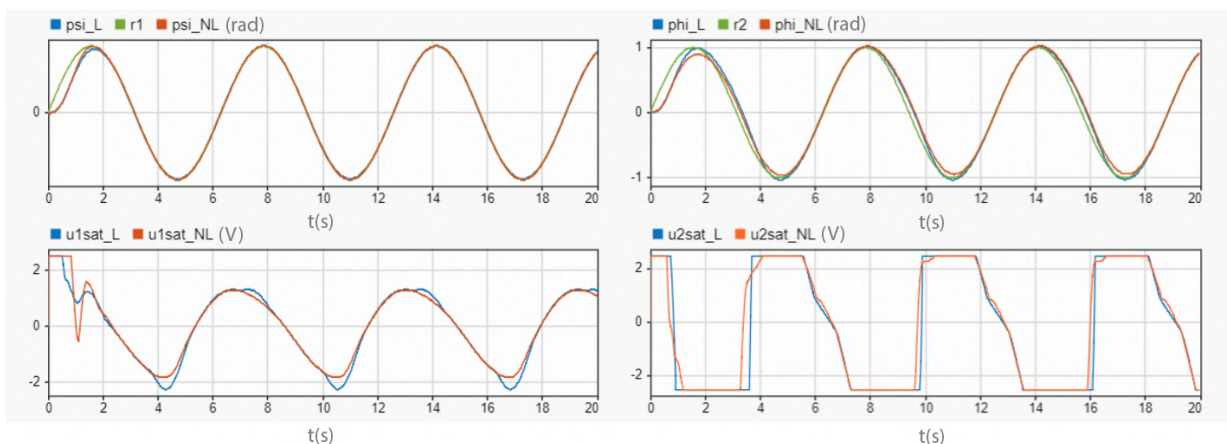 psi_L r1 psi_NL (rad)
0
0 2 4 6 8 10 12 14 16 18 20
t(s)
phi_L r2 phi_NL (rad)
1
0
-1
0 2 4 6 8 10 12 14 16 18 20
t(s)
u1sat_L u1sat_NL (V)
2
0
-2
0 2 4 6 8 10 12 14 16 18 20
t(s)
u2sat_L u2sat_NL (V)
2
0
-2
0 2 4 6 8 10 12 14 16 18 20
t(s)